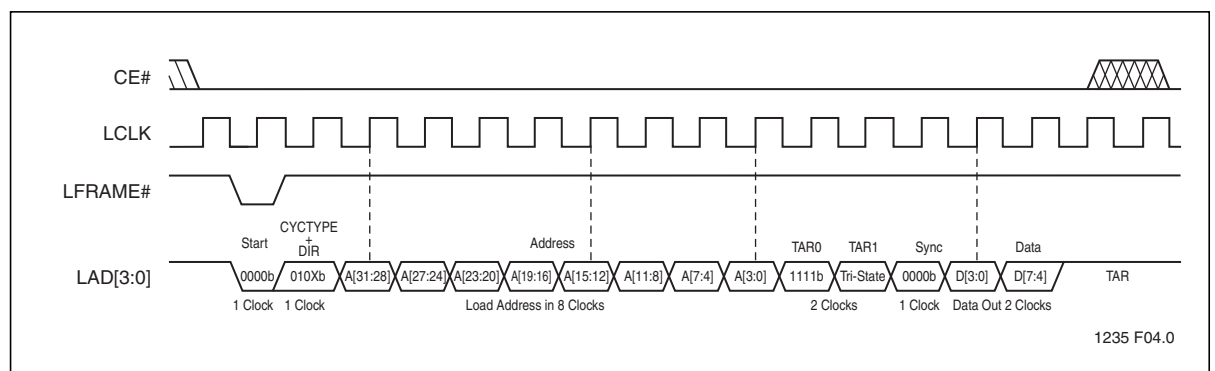 CE#
LCLK
LFRAME#
CYCTYPE
+
Start DIR Address TAR0 TAR1 Sync Data
LAD[3:0] 0000b 010Xb A[31:28] A[27:24] A[23:20] A[19:16] A[15:12] A[11:8] A[7:4] A[3:0] 1111b Tri-State 0000b D[3:0] D[7:4] TAR
1 Clock 1 Clock Load Address in 8 Clocks 2 Clocks 1 Clock Data Out 2 Clocks
1235 F04.0